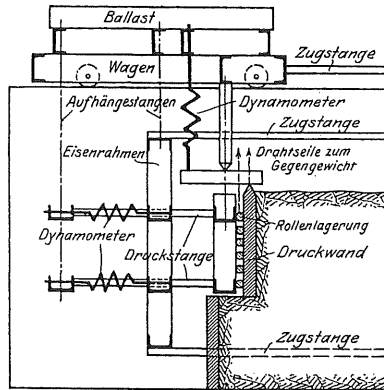 Ballast
Zugstange
Wagen
Aufhängestangen
Dynamometer
Zugstange
Eisenrahmen
Drahtseile zum
Gegengewicht
Rollenlagerung
Dynamometer
Druckstange
Druckwand
Zugstange